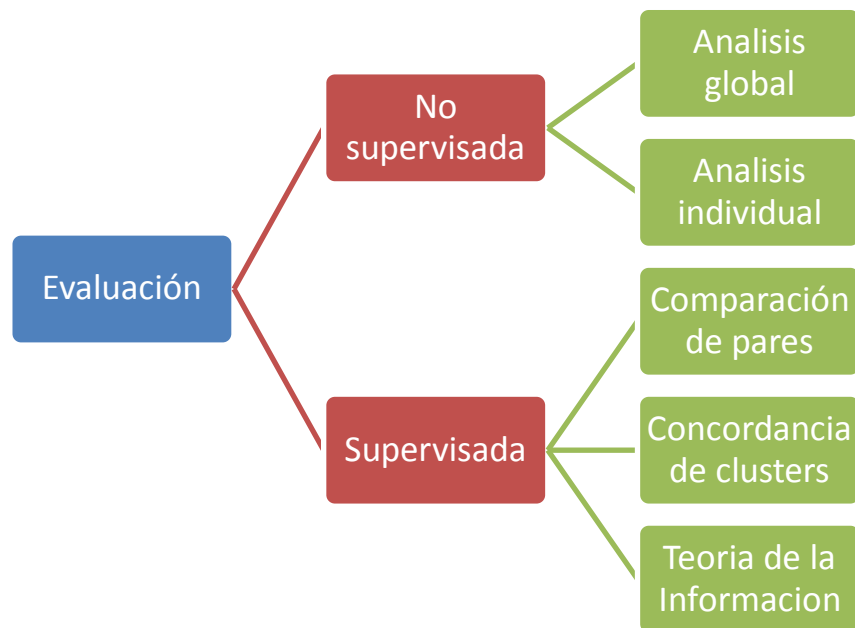 Evaluación
No
supervisada
Analisis
global
Analisis
individual
Supervisada
Comparación
de pares
Concordancia
de clusters
Teoria de la
Informacion